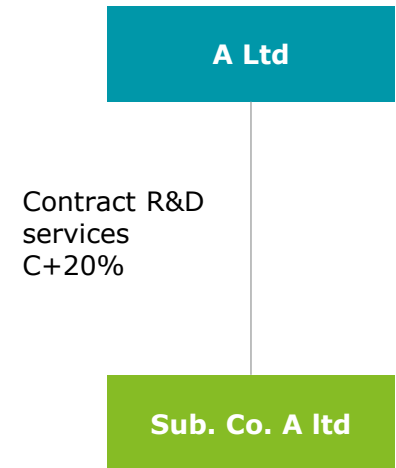 A Ltd
Contract R&D
services
C+20%
Sub. Co. A ltd